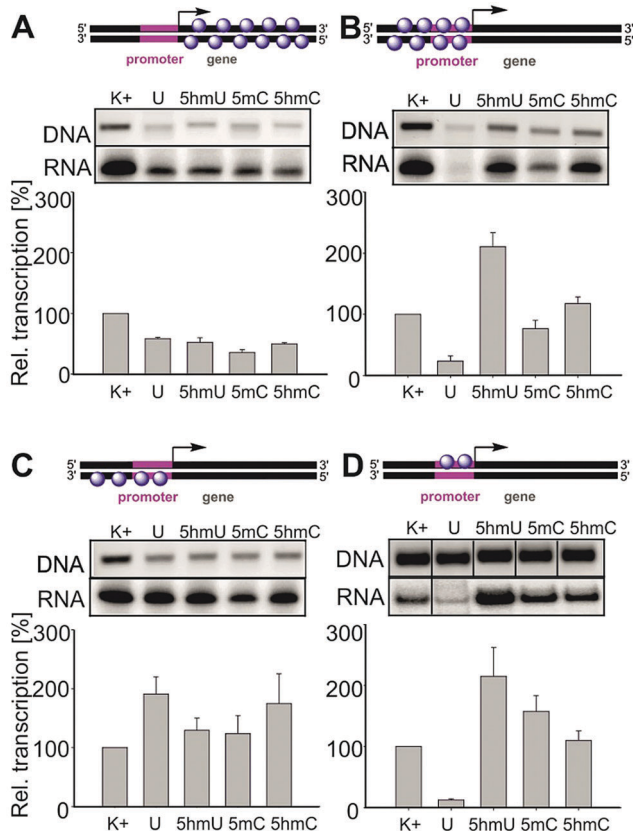 A
5' 3'
3' 5'
promoter gene
K+ U 5hmU 5mC 5hmC
DNA
RNA
Rel. transcription [%]
300
200
100
0
K+ U 5hmU 5mC 5hmC
B
5' 3'
3' 5'
promoter gene
K+ U 5hmU 5mC 5hmC
DNA
RNA
300
200
100
0
K+ U 5hmU 5mC 5hmC
C
5' 3'
3' 5'
promoter gene
K+ U 5hmU 5mC 5hmC
DNA
RNA
Rel. transcription [%]
300
200
100
0
K+ U 5hmU 5mC 5hmC
D
5' 3'
3' 5'
promoter gene
K+ U 5hmU 5mC 5hmC
DNA
RNA
300
200
100
0
K+ U 5hmU 5mC 5hmC